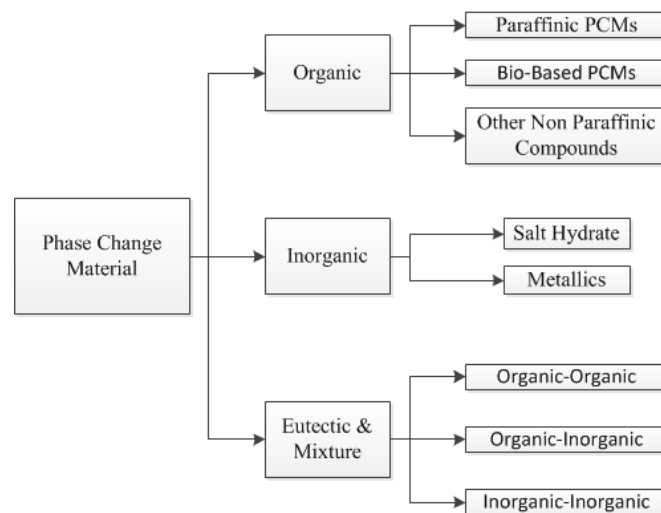 Paraffinic PCMs
Organic
Bio-Based PCMs
Other Non Paraffinic
Compounds
Phase Change
Material
Inorganic
Salt Hydrate
Metallics
Eutectic &
Mixture
Organic-Organic
Organic-Inorganic
Inorganic-Inorganic